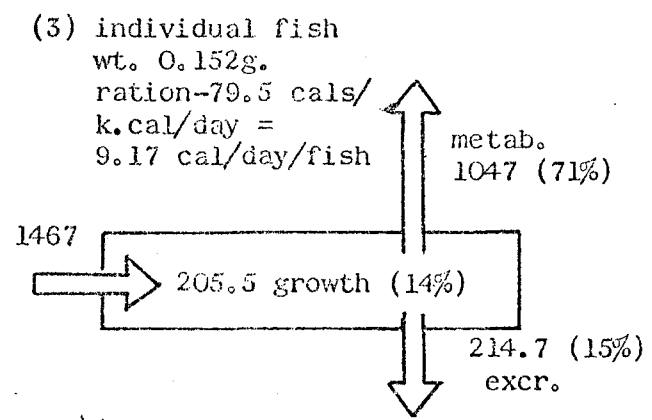 (3) individual fish
wt. 0.152g.
ration-79.5 cals/
k.cal/day =
9.17 cal/day/fish
metab.
1047 (71%)
1467
205.5 growth (14%)
214.7 (15%)
excr.